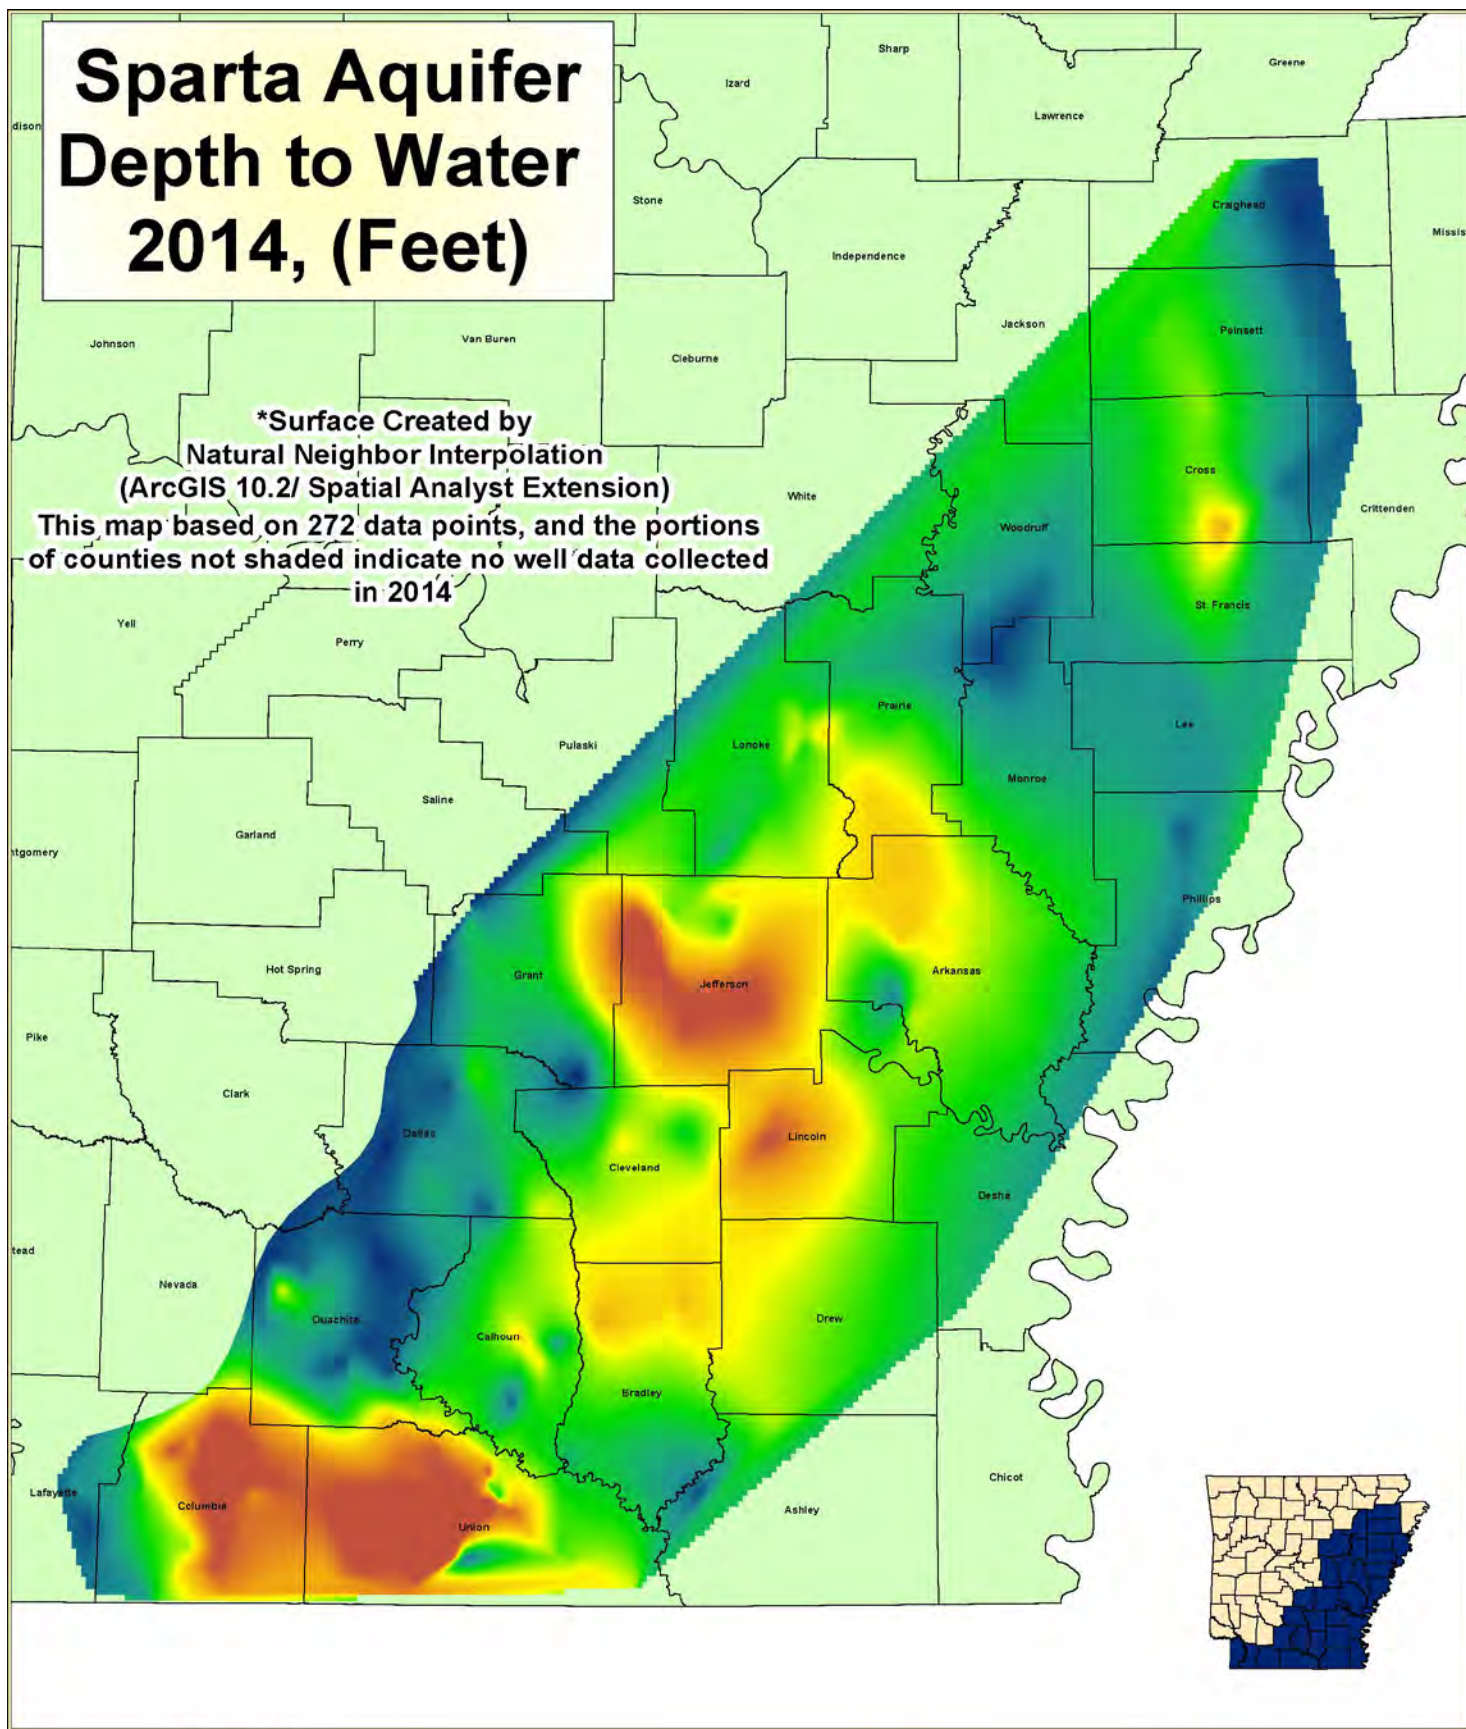 Sparta Aquifer
Depth to Water
2014, (Feet)
*Surface Created by
Natural Neighbor Interpolation
(ArcGIS 10.2/ Spatial Analyst Extension)
This map based on 272 data points, and the portions
of counties not shaded indicate no well data collected
in 2014
Sharp
Greene
Izard
Lawrence
dison
Stone
Craighead
Missis
Independence
Jackson
Poinsett
Johnson
Van Buren
Cleburne
Cross
White
Crittenden
Woodruff
St. Francis
Yell
Perry
Prairie
Lee
Pulaski
Lonoke
Monroe
Saline
Garland
ntgomery
Phillips
Hot Spring
Grant
Arkansas
Jefferson
Pike
Clark
Dallas
Lincoln
Cleveland
Desha
tead
Nevada
Ouachita
Drew
Calhoun
Bradley
Chicot
Lafayette
Columbia
Ashley
Union